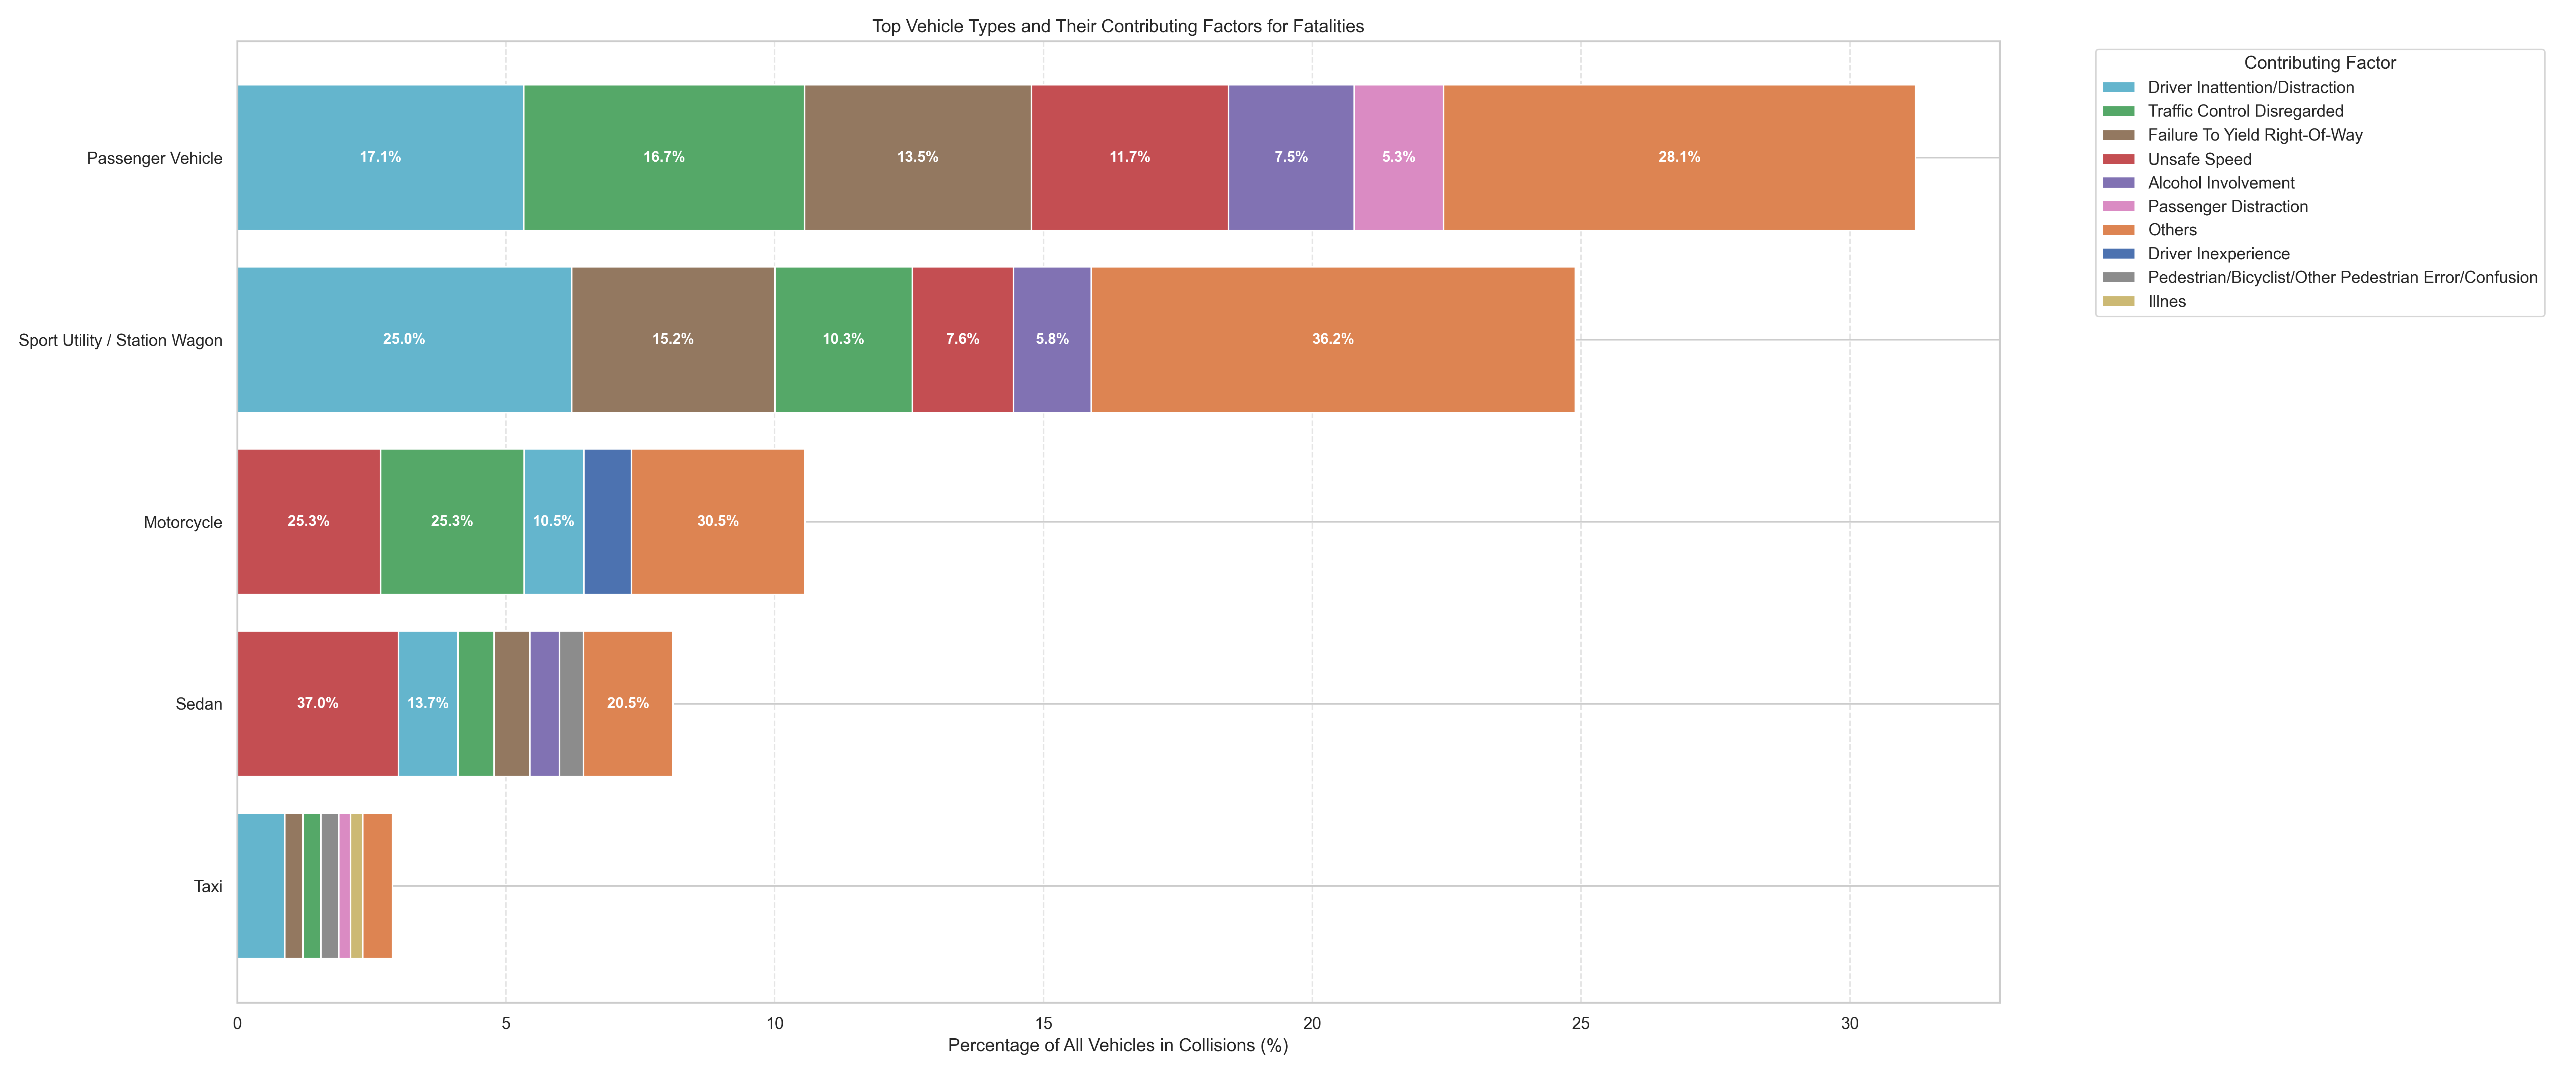 Top Vehicle Types and Their Contributing Factors for Fatalities
Passenger Vehicle
17.1%
16.7%
13.5%
11.7%
7.5%
5.3%
28.1%
Sport Utility / Station Wagon
25.0%
15.2%
10.3%
7.6%
5.8%
36.2%
Motorcycle
25.3%
25.3%
10.5%
30.5%
Sedan
37.0%
13.7%
20.5%
Taxi
0
5
10
15
20
25
30
Percentage of All Vehicles in Collisions (%)
Contributing Factor
Driver Inattention/Distraction
Traffic Control Disregarded
Failure To Yield Right-Of-Way
Unsafe Speed
Alcohol Involvement
Passenger Distraction
Others
Driver Inexperience
Pedestrian/Bicyclist/Other Pedestrian Error/Confusion
Illnes